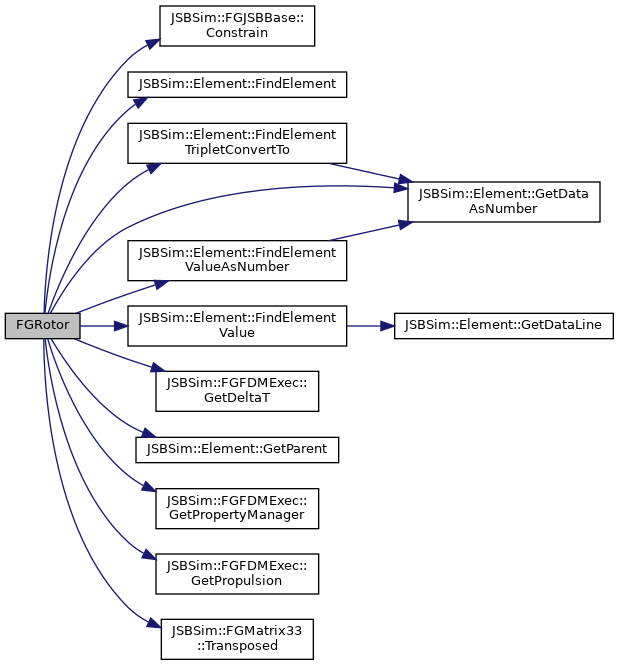 JSBSim::FGJSBBase::
Constrain
JSBSim::Element::FindElement
JSBSim::Element::FindElement
TripletConvertTo
JSBSim::Element::GetData
AsNumber
JSBSim::Element::FindElement
ValueAsNumber
FGRotor
JSBSim::Element::FindElement
Value
JSBSim::Element::GetDataLine
JSBSim::FGFDMExec::
GetDeltaT
JSBSim::Element::GetParent
JSBSim::FGFDMExec::
GetPropertyManager
JSBSim::FGFDMExec::
GetPropulsion
JSBSim::FGMatrix33
::Transposed